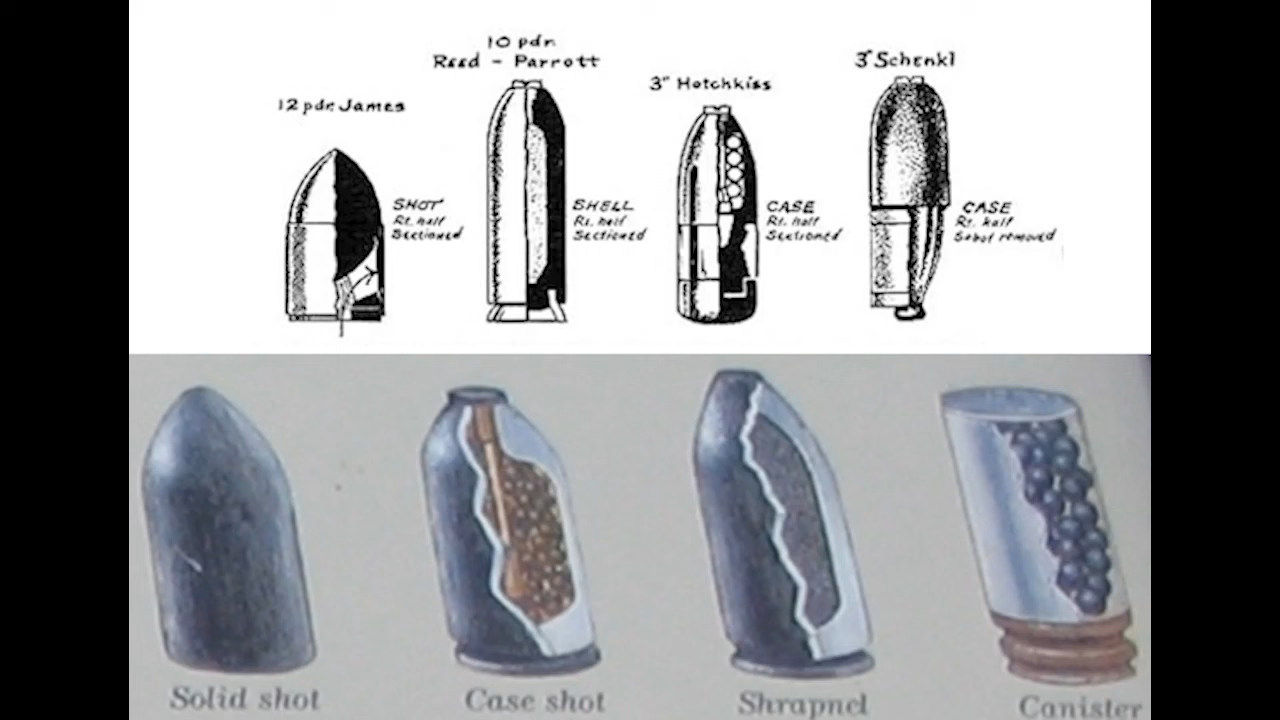 12 pdr. James
10 pdr.
Reed - Parrott
3" Hotchkiss
3" Schenkl
SHOT
Rt. half
Sectioned
SHELL
Rt. half
Sectioned
CASE
Rt. half
Sectioned
CASE
Rt. half
Sabot removed
Solid shot
Case shot
Shrapnel
Canister